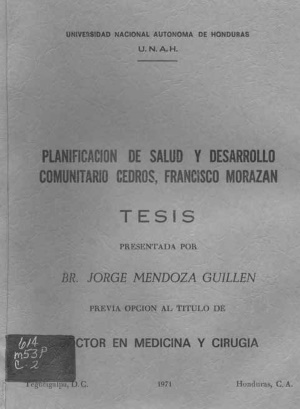 UNIVERSIDAD NACIONAL AUTONOMA DE HONDURAS
U. N. A. H.
PLANIFICACION DE SALUD Y DESARROLLO
COMUNITARIO CEDROS, FRANCISCO MORAZAN
TESIS
PRESENTADA POR
BR. JORGE MENDOZA GUILLEN
PREVIA OPCION AL TITULO DE
CTOR EN MEDICINA Y CIRUGIA
614
m53P
C-2
Tegucigalpa, D.C. 1971 Honduras, C. A.